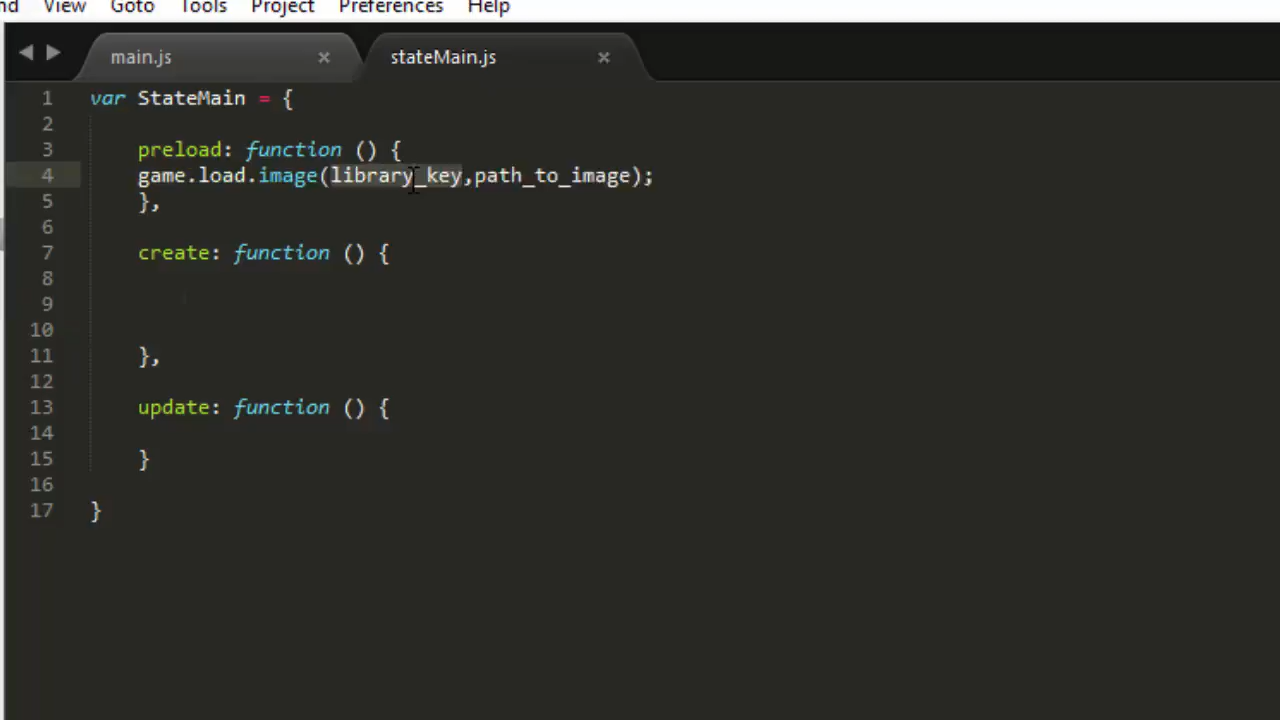 View Goto Tools Project Preferences Help
main.js × stateMain.js ×
1 var StateMain = {
2
3 preload: function () {
4 game.load.image(library_key,path_to_image);
5 },
6
7 create: function () {
8
9
10
11 },
12
13 update: function () {
14
15 }
16
17 }